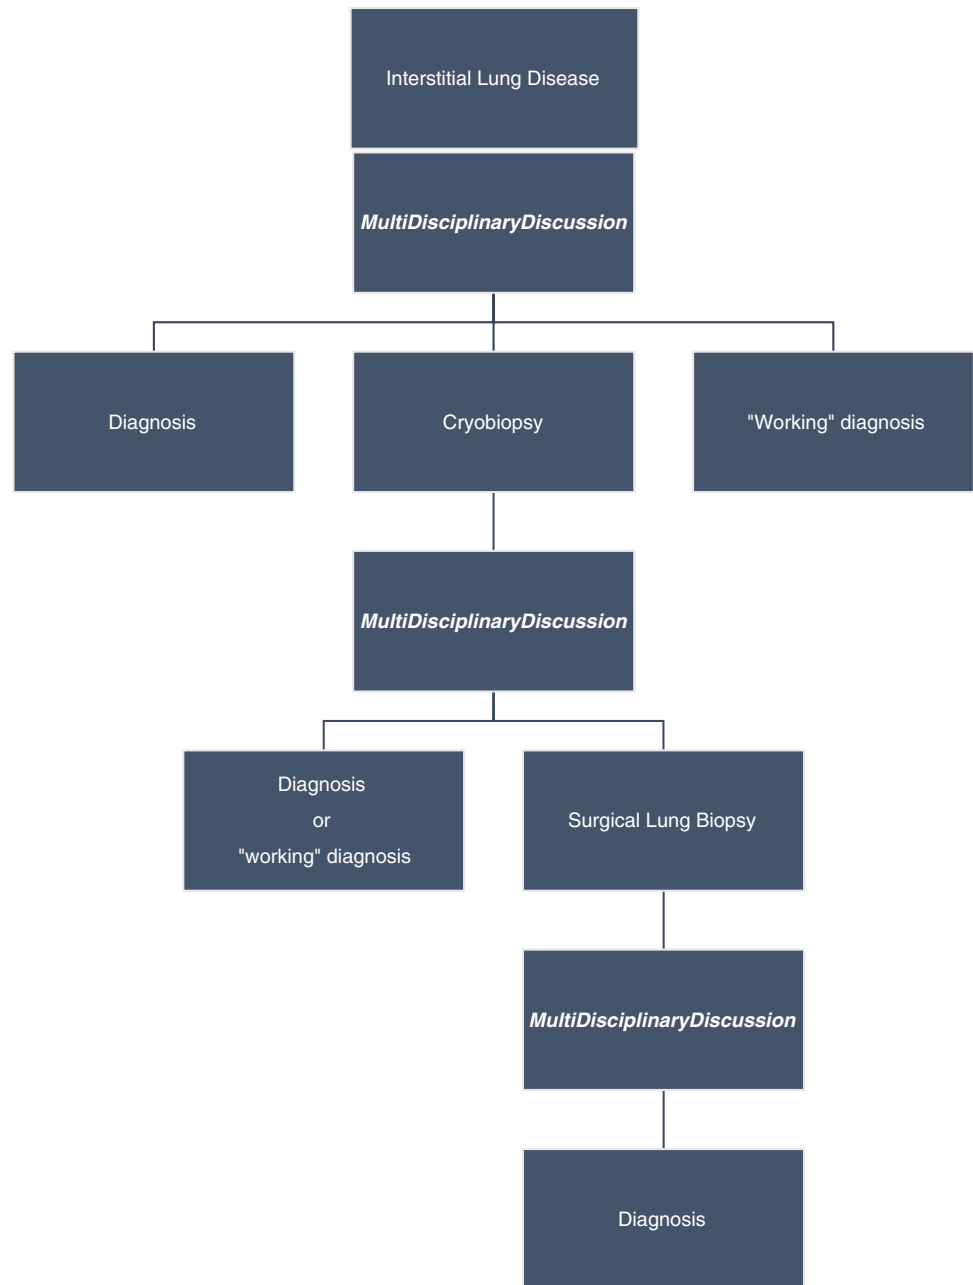 Interstitial Lung Disease
MultiDisciplinaryDiscussion
Diagnosis
Cryobiopsy
"Working" diagnosis
MultiDisciplinaryDiscussion
Diagnosis
or
"working" diagnosis
Surgical Lung Biopsy
MultiDisciplinaryDiscussion
Diagnosis